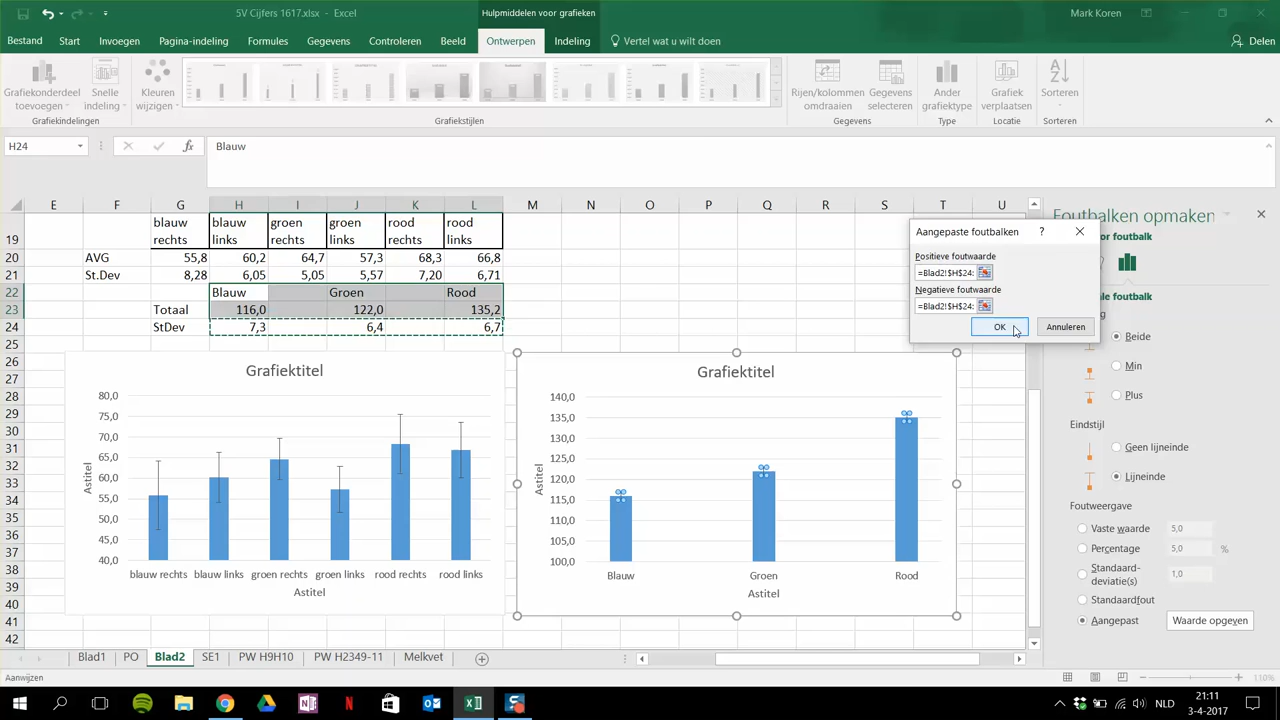 5V Cijfers 1617.xlsx - Excel
Hulpmiddelen voor grafieken
Mark Koren
Bestand Start Invoegen Pagina-indeling Formules Gegevens Controleren Beeld Ontwerpen Indeling Vertel wat u wilt doen Delen
Grafiekonderdeel toevoegen
Snelle indeling
Kleuren wijzigen
Rijen/kolommen omdraaien
Gegevens selecteren
Ander grafiektype
Grafiek verplaatsen
Sorteren
Grafiekindelingen Grafiekstijlen Gegevens Type Locatie Sorteren
H24 fx Blauw
E F G H I J K L M N O P Q R S T U
19 blauw rechts blauw links groen rechts groen links rood rechts rood links
20 AVG 55,8 60,2 64,7 57,3 68,3 66,8
21 St.Dev 8,28 6,05 5,05 5,57 7,20 6,71
22 Blauw Groen Rood
23 Totaal 116,0 122,0 135,2
24 StDev 7,3 6,4 6,7
25
26
27
28
29
30
31
32
33
34
35
36
37
38
39
40
41
42
Grafiektitel
80,0
75,0
70,0
65,0
60,0
55,0
50,0
45,0
40,0
Astitel
blauw rechts blauw links groen rechts groen links rood rechts rood links
Astitel
Grafiektitel
140,0
135,0
130,0
125,0
120,0
115,0
110,0
105,0
100,0
Astitel
Blauw Groen Rood
Astitel
Aangepaste foutbalken ?
Positieve foutwaarde
=Blad2!$H$24:
Negatieve foutwaarde
=Blad2!$H$24:
OK Annuleren
Foutbalken opmaken
or foutbalk
ale foutbalk
Beide
Min
Plus
Eindstijl
Geen lijneinde
Lijneinde
Foutweergave
Vaste waarde 5,0
Percentage 5,0 %
Standaard-
deviatie(s) 1,0
Standaardfout
Aangepast Waarde opgeven
Blad1 PO Blad2 SE1 PW H9H10 PW H2349-11 Melkvet
Aanwijzen 110%
NLD
21:11
3-4-2017